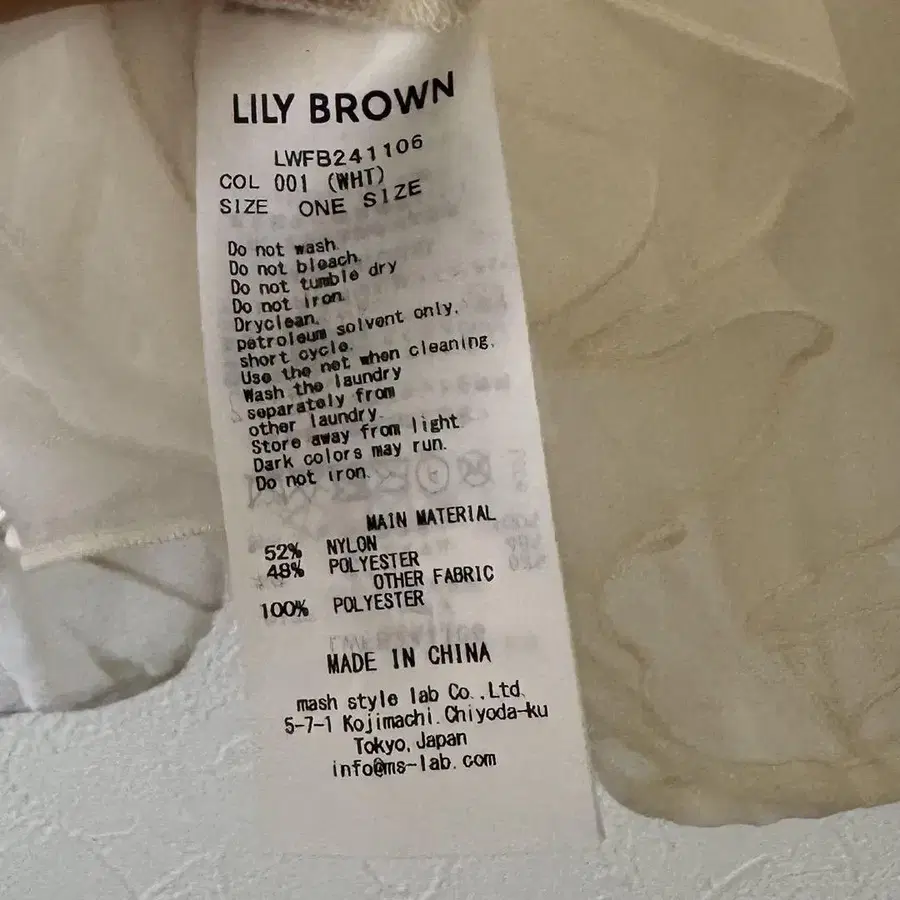 LILY BROWN
LWFB241106
COL 001 (WHT)
SIZE ONE SIZE
Do not wash.
Do not bleach.
Do not tumble dry
Do not iron.
Dryclean,
petroleum solvent only,
short cycle.
Use the net when cleaning.
Wash the laundry
separately from
other laundry.
Store away from light
Dark colors may run.
Do not iron.
MAIN MATERIAL
52% NYLON
48% POLYESTER
OTHER FABRIC
100% POLYESTER
MADE IN CHINA
mash style lab Co.,Ltd.
5-7-1 Kojimachi.Chiyoda-ku
Tokyo,Japan
info@ms-lab.com